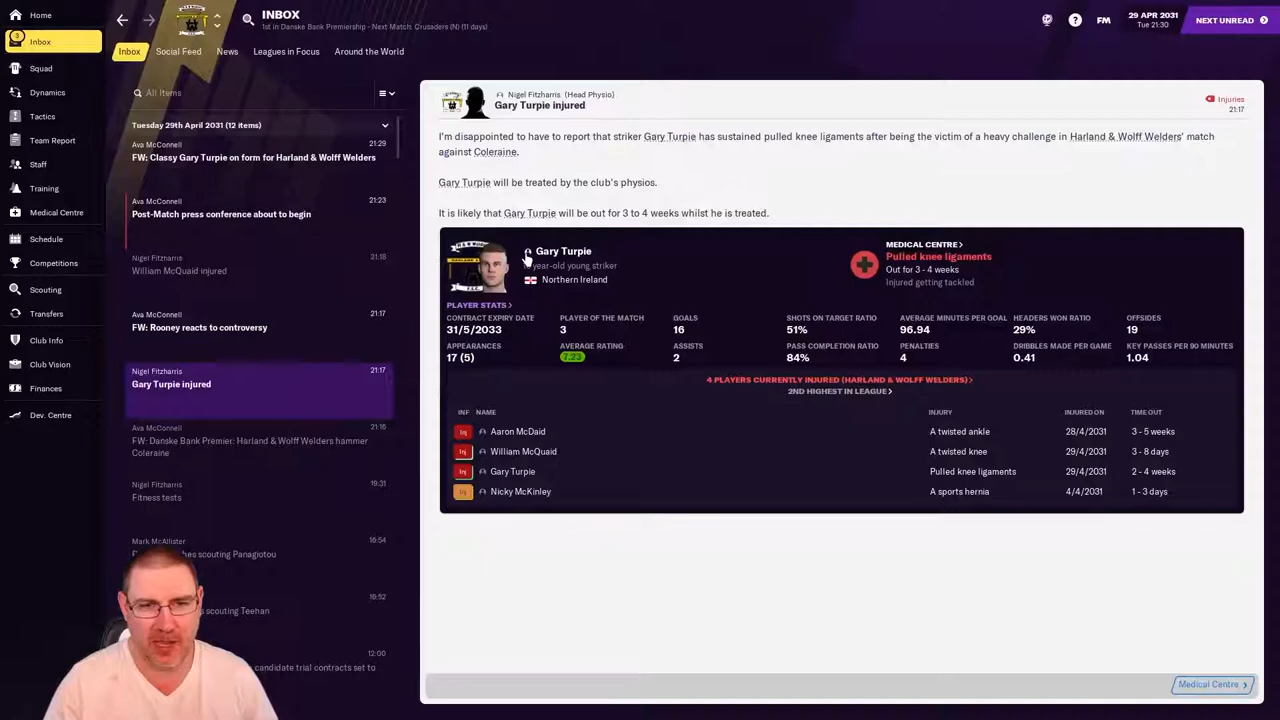 Home
Inbox
3
Squad
Dynamics
Tactics
Team Report
Staff
Training
Medical Centre
Schedule
Competitions
Scouting
Transfers
Club Info
Club Vision
Finances
Dev. Centre
INBOX
1st in Danske Bank Premiership - Next Match: Crusaders (N) (11 days)
FM
29 APR 2031
Tue 21:30
NEXT UNREAD
Inbox
Social Feed
News
Leagues in Focus
Around the World
All Items
Tuesday 29th April 2031 (12 items)
Ava McConnell
21:29
FW: Classy Gary Turpie on form for Harland & Wolff Welders
Ava McConnell
21:23
Post-Match press conference about to begin
Nigel Fitzharris
21:18
William McQuaid injured
Ava McConnell
21:17
FW: Rooney reacts to controversy
Nigel Fitzharris
21:17
Gary Turpie injured
Ava McConnell
21:16
FW: Danske Bank Premier: Harland & Wolff Welders hammer
Coleraine
Nigel Fitzharris
19:31
Fitness tests
Mark McAllister
16:54
scouting Panagiotou
16:52
scouting Teehan
12:00
candidate trial contracts set to
Nigel Fitzharris (Head Physio)
Gary Turpie injured
Injuries
21:17
I'm disappointed to have to report that striker Gary Turpie has sustained pulled knee ligaments after being the victim of a heavy challenge in Harland & Wolff Welders' match
against Coleraine.
Gary Turpie will be treated by the club's physios.
It is likely that Gary Turpie will be out for 3 to 4 weeks whilst he is treated.
Gary Turpie
year-old young striker
Northern Ireland
MEDICAL CENTRE >
Pulled knee ligaments
Out for 3 - 4 weeks
Injured getting tackled
PLAYER STATS >
CONTRACT EXPIRY DATE PLAYER OF THE MATCH GOALS SHOTS ON TARGET RATIO AVERAGE MINUTES PER GOAL HEADERS WON RATIO OFFSIDES
31/5/2033 3 16 51% 96.94 29% 19
APPEARANCES AVERAGE RATING ASSISTS PASS COMPLETION RATIO PENALTIES DRIBBLES MADE PER GAME KEY PASSES PER 90 MINUTES
17 (5) 7.23 2 84% 4 0.41 1.04
4 PLAYERS CURRENTLY INJURED (HARLAND & WOLFF WELDERS) >
2ND HIGHEST IN LEAGUE >
INF NAME INJURY INJURED ON TIME OUT
Inj Aaron McDaid A twisted ankle 28/4/2031 3 - 5 weeks
Inj William McQuaid A twisted knee 29/4/2031 3 - 8 days
Inj Gary Turpie Pulled knee ligaments 29/4/2031 2 - 4 weeks
Inj Nicky McKinley A sports hernia 4/4/2031 1 - 3 days
Medical Centre >